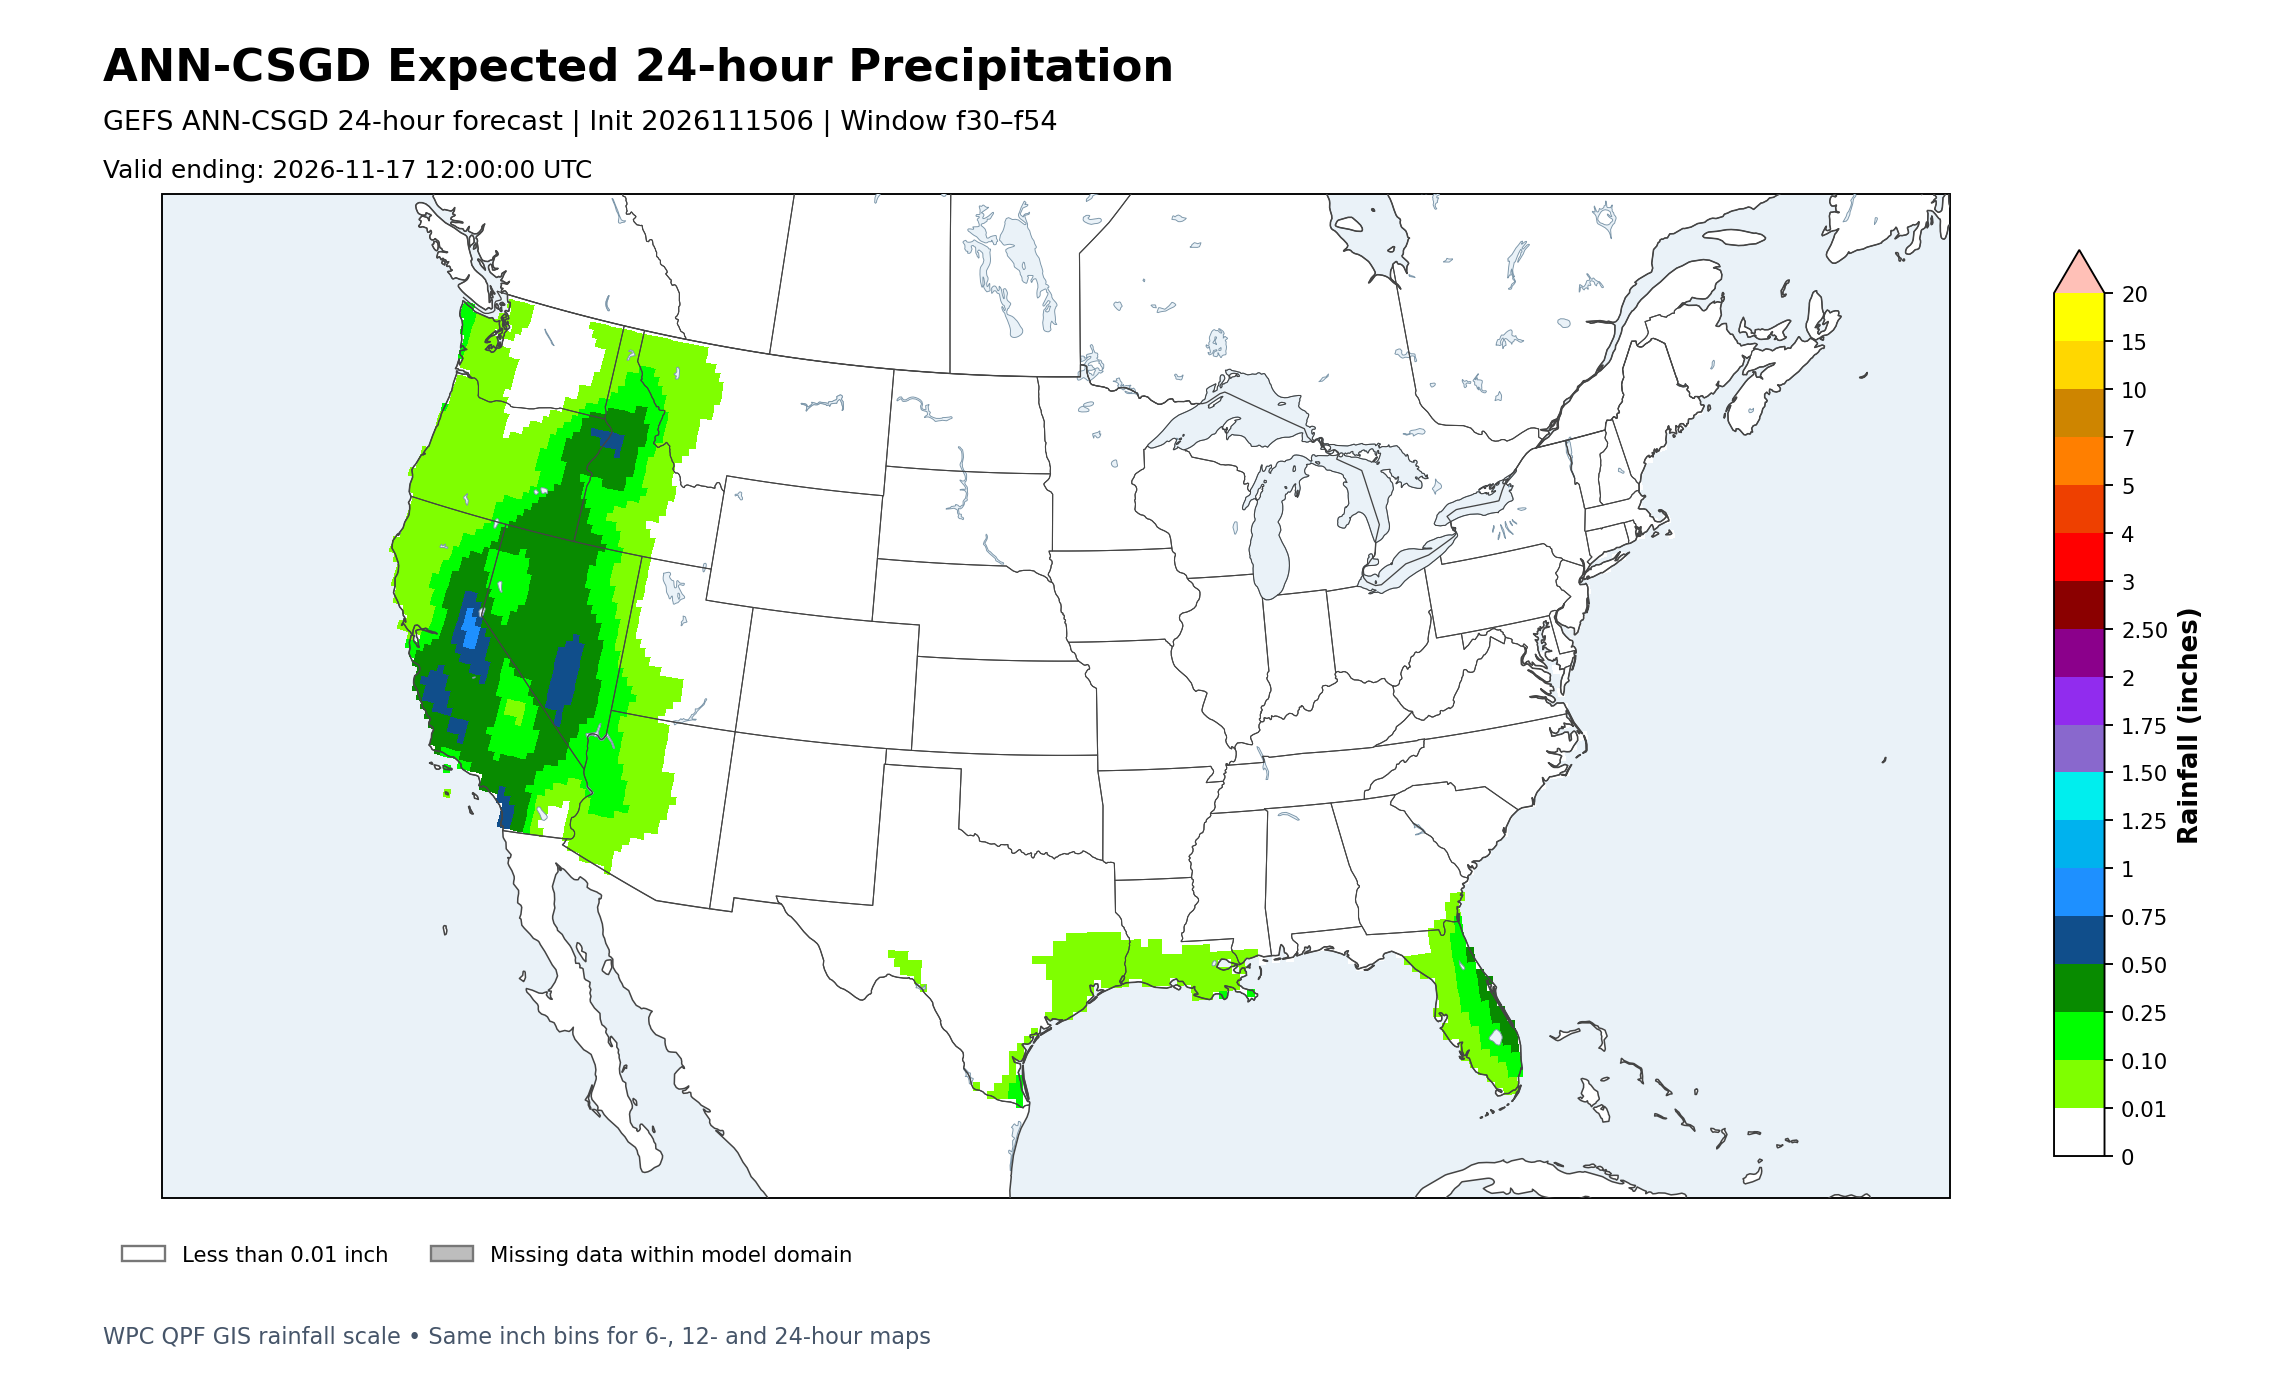 ANN-CSGD Expected 24-hour Precipitation
GEFS ANN-CSGD 24-hour forecast | Init 2026111506 | Window f30–f54
Valid ending: 2026-11-17 12:00:00 UTC
20
15
10
7
5
4
3
2.50
2
1.75
1.50
1.25
1
0.75
0.50
0.25
0.10
0.01
0
Rainfall (inches)
Less than 0.01 inch
Missing data within model domain
WPC QPF GIS rainfall scale • Same inch bins for 6-, 12- and 24-hour maps